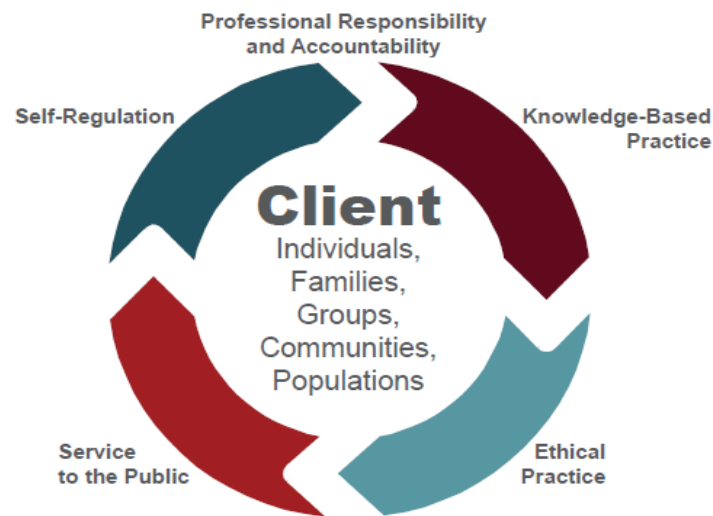 Professional Responsibility
and Accountability
Self-Regulation
Knowledge-Based
Practice
Client
Individuals,
Families,
Groups,
Communities,
Populations
Service
to the Public
Ethical
Practice